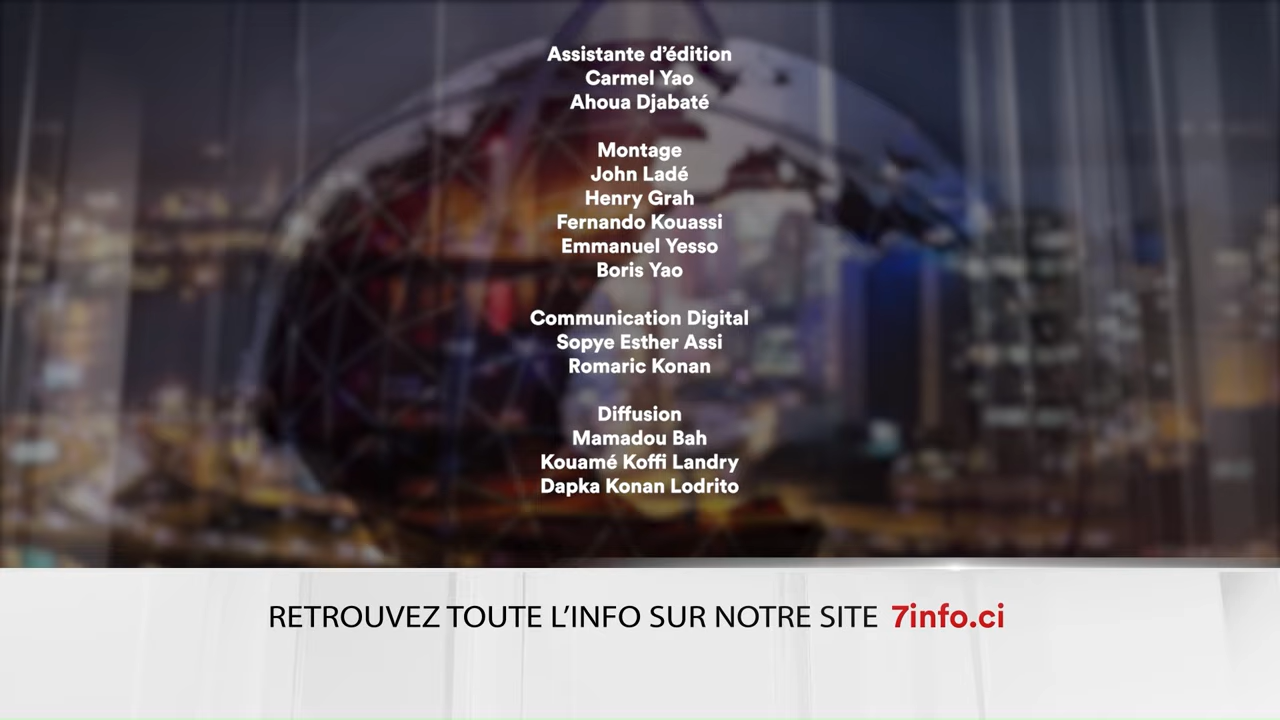 Assistante d’édition
Carmel Yao
Ahoua Djabaté
Montage
John Ladé
Henry Grah
Fernando Kouassi
Emmanuel Yesso
Boris Yao
Communication Digital
Sopye Esther Assi
Romaric Konan
Diffusion
Mamadou Bah
Kouamé Koffi Landry
Dapka Konan Lodrito
RETROUVEZ TOUTE L’INFO SUR NOTRE SITE 7info.ci